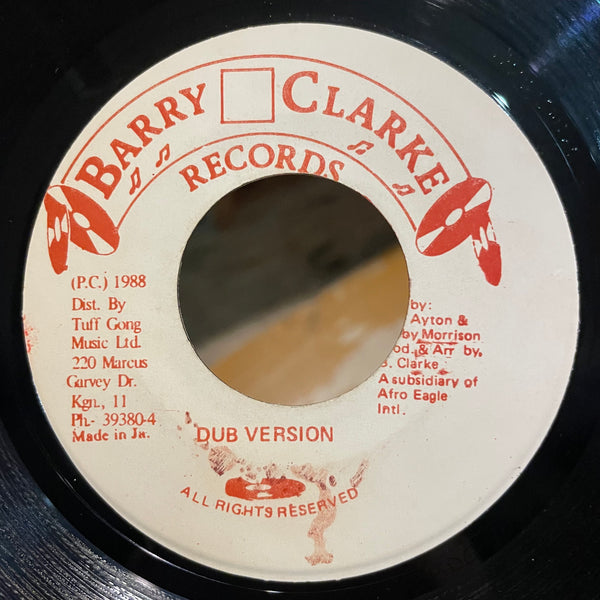 BARRY CLARKE
RECORDS
(P.C.) 1988
Dist. By
Tuff Gong
Music Ltd.
220 Marcus
Garvey Dr.
Kgn., 11
Ph- 39380-4
Made in Ja.
by:
Ayton &
by Morrison
od. & Arr by.
. Clarke
A subsidiary of
Afro Eagle
Intl.
DUB VERSION
ALL RIGHTS RESERVED